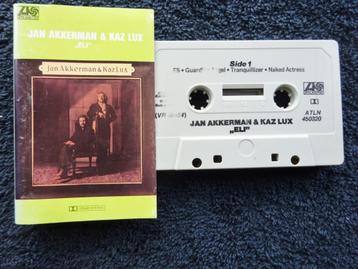 JAN AKKERMAN & KAZ LUX
„ELI”
Jan Akkerman & Kaz Lux
Side 1
Tranquillizer • Naked Actress
JAN AKKERMAN & KAZ LUX
„ELI”
ATLN
450320